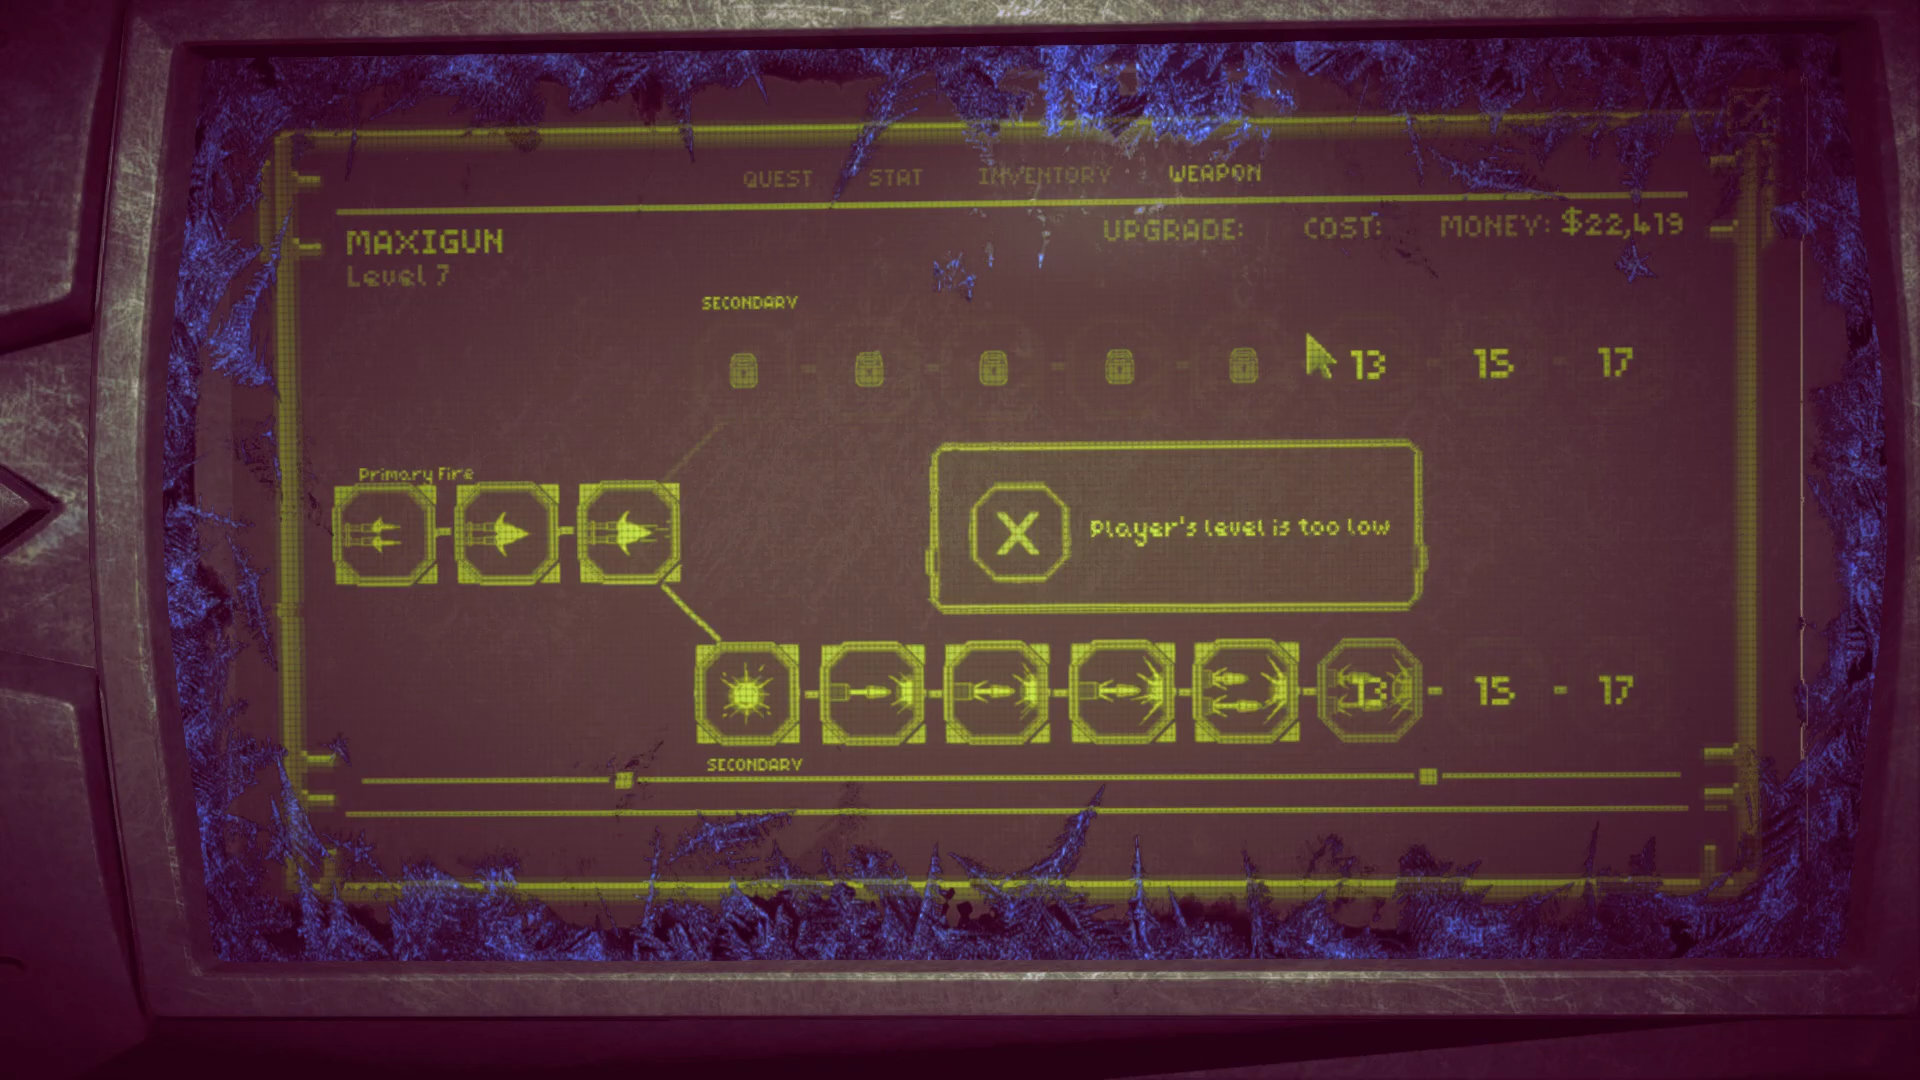 QUEST STAT INVENTORY WEAPON
MAXIGUN
Level 7
UPGRADE: COST: MONEY: $22,419
SECONDARY
13 15 17
Primary Fire
X Player's level is too low
13 15 17
SECONDARY